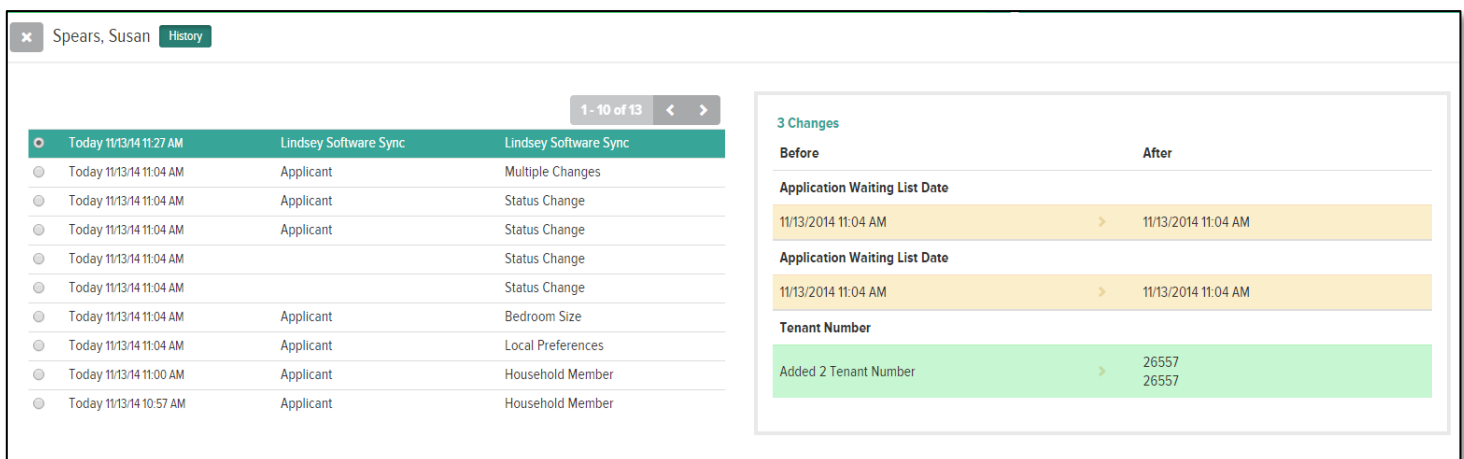 Spears, Susan History
1 - 10 of 13
Today 11/13/14 11:27 AM Lindsey Software Sync Lindsey Software Sync
Today 11/13/14 11:04 AM Applicant Multiple Changes
Today 11/13/14 11:04 AM Applicant Status Change
Today 11/13/14 11:04 AM Applicant Status Change
Today 11/13/14 11:04 AM Status Change
Today 11/13/14 11:04 AM Status Change
Today 11/13/14 11:04 AM Applicant Bedroom Size
Today 11/13/14 11:04 AM Applicant Local Preferences
Today 11/13/14 11:00 AM Applicant Household Member
Today 11/13/14 10:57 AM Applicant Household Member
3 Changes
Before After
Application Waiting List Date
11/13/2014 11:04 AM 11/13/2014 11:04 AM
Application Waiting List Date
11/13/2014 11:04 AM 11/13/2014 11:04 AM
Tenant Number
Added 2 Tenant Number 26557
26557